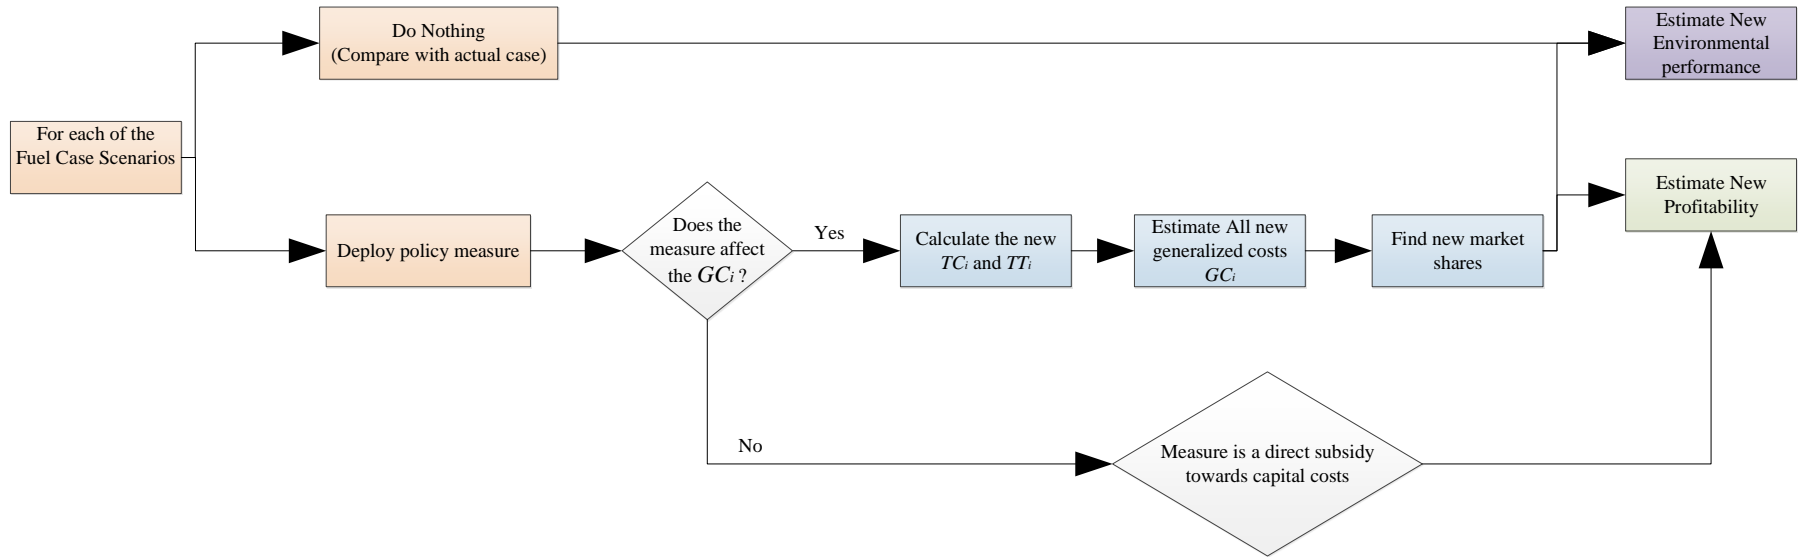 Do Nothing
(Compare with actual case)
Estimate New
Environmental
performance
For each of the
Fuel Case Scenarios
Deploy policy measure
Does the
measure affect
the GCi ?
Yes
Calculate the new
TCi and TTi
Estimate All new
generalized costs
GCi
Find new market
shares
Estimate New
Profitability
No
Measure is a direct subsidy
towards capital costs